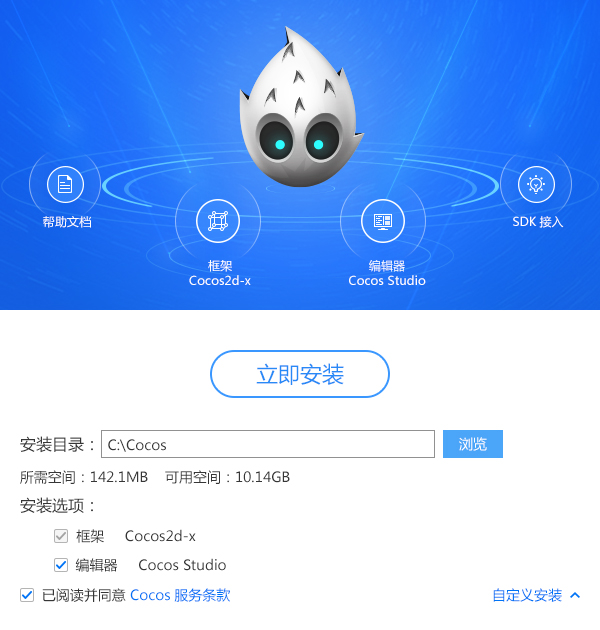 帮助文档
SDK 接入
框架
Cocos2d-x
编辑器
Cocos Studio
立即安装
安装目录： C:\Cocos 浏览
所需空间：142.1MB 可用空间：10.14GB
安装选项：
框架 Cocos2d-x
编辑器 Cocos Studio
已阅读并同意 Cocos 服务条款 自定义安装